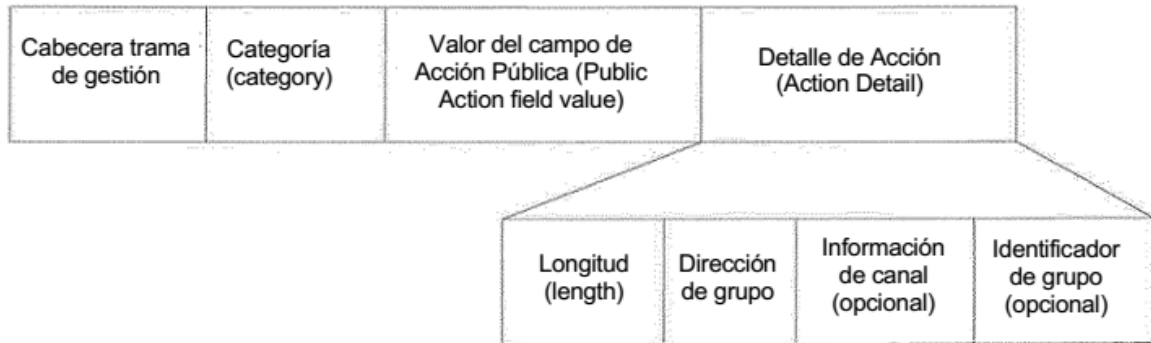 Cabecera trama
de gestión
Categoría
(category)
Valor del campo de
Acción Pública (Public
Action field value)
Detalle de Acción
(Action Detail)
Longitud
(length)
Dirección
de grupo
Información
de canal
(opcional)
Identificador
de grupo
(opcional)